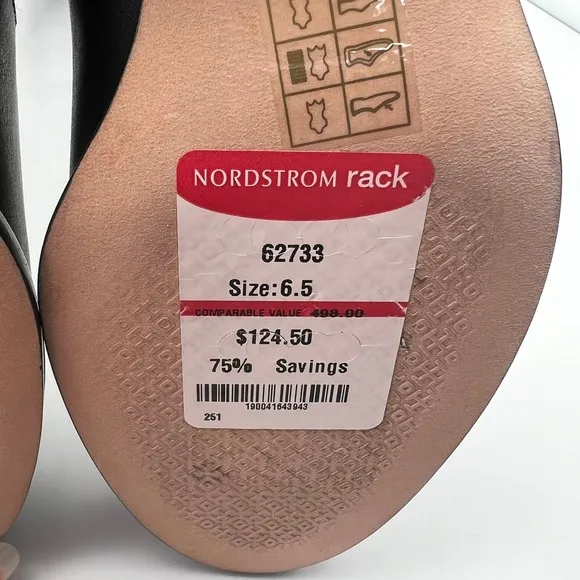 NORDSTROM rack
62733
Size:6.5
COMPARABLE VALUE 498.00
$124.50
75% Savings
190041643943
251